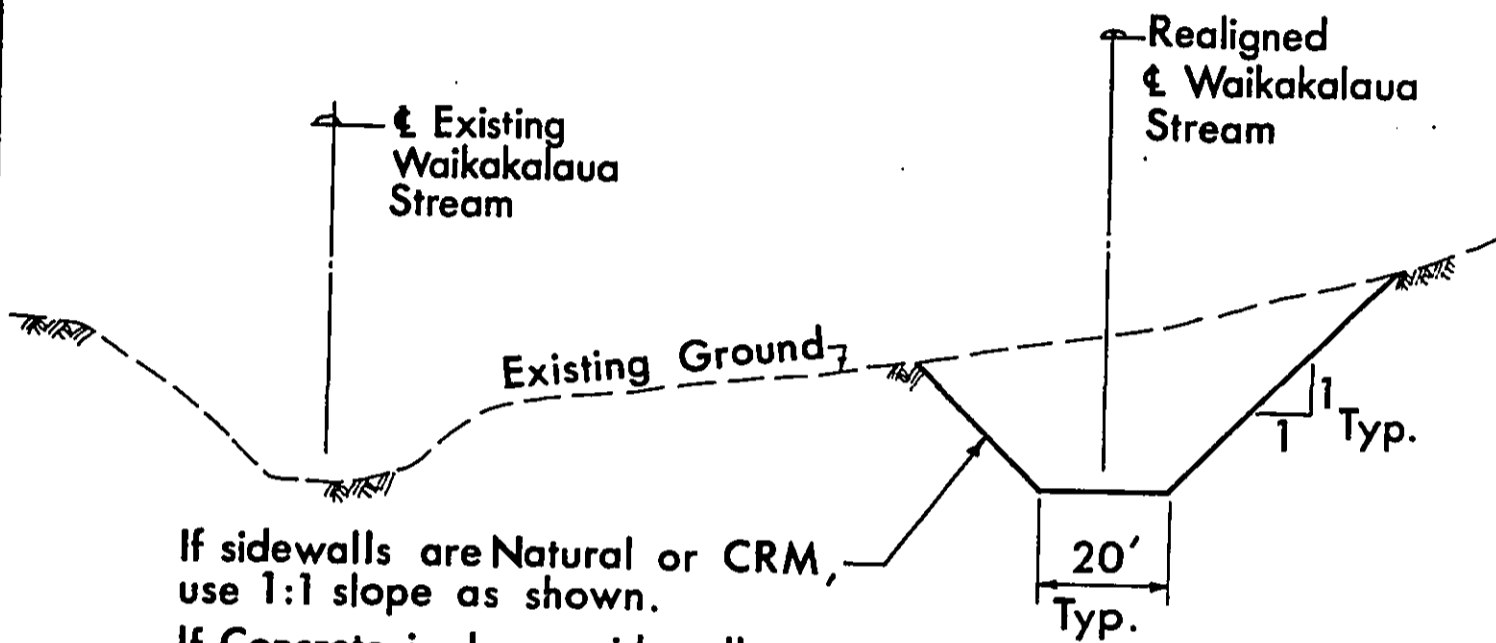 Realigned
℄ Waikakalaua
Stream
℄ Existing
Waikakalaua
Stream
Existing Ground
1
1 Typ.
If sidewalls are Natural or CRM,
use 1:1 slope as shown.
20′
Typ.